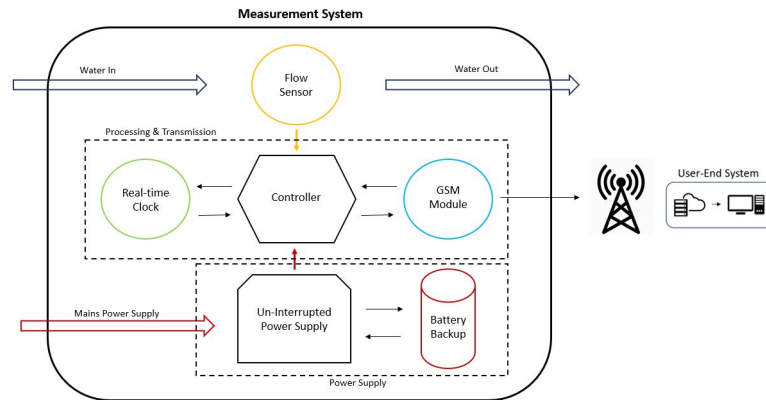 Measurement System
Water In
Flow
Sensor
Water Out
Processing & Transmission
Real-time
Clock
Controller
GSM
Module
User-End System
Mains Power Supply
Un-Interrupted
Power Supply
Battery
Backup
Power Supply